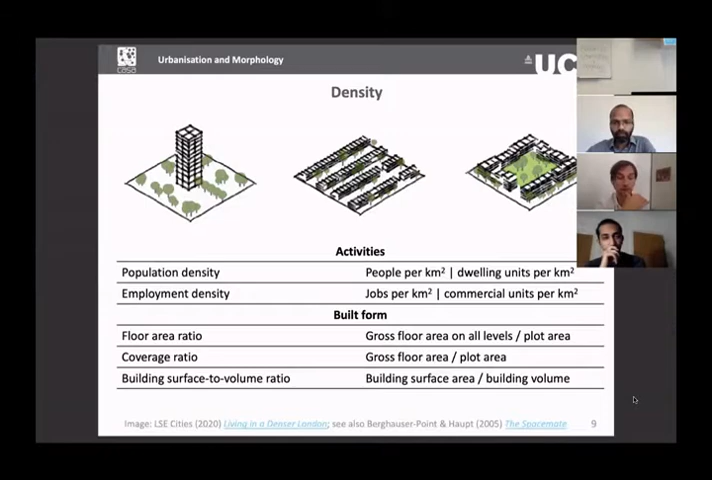 casa
Urbanisation and Morphology
UC
Density
Activities
Population density People per km² | dwelling units per km²
Employment density Jobs per km² | commercial units per km²
Built form
Floor area ratio Gross floor area on all levels / plot area
Coverage ratio Gross floor area / plot area
Building surface-to-volume ratio Building surface area / building volume
Image: LSE Cities (2020) Living in a Denser London; see also Berghauser-Point & Haupt (2005) The Spacemate 9